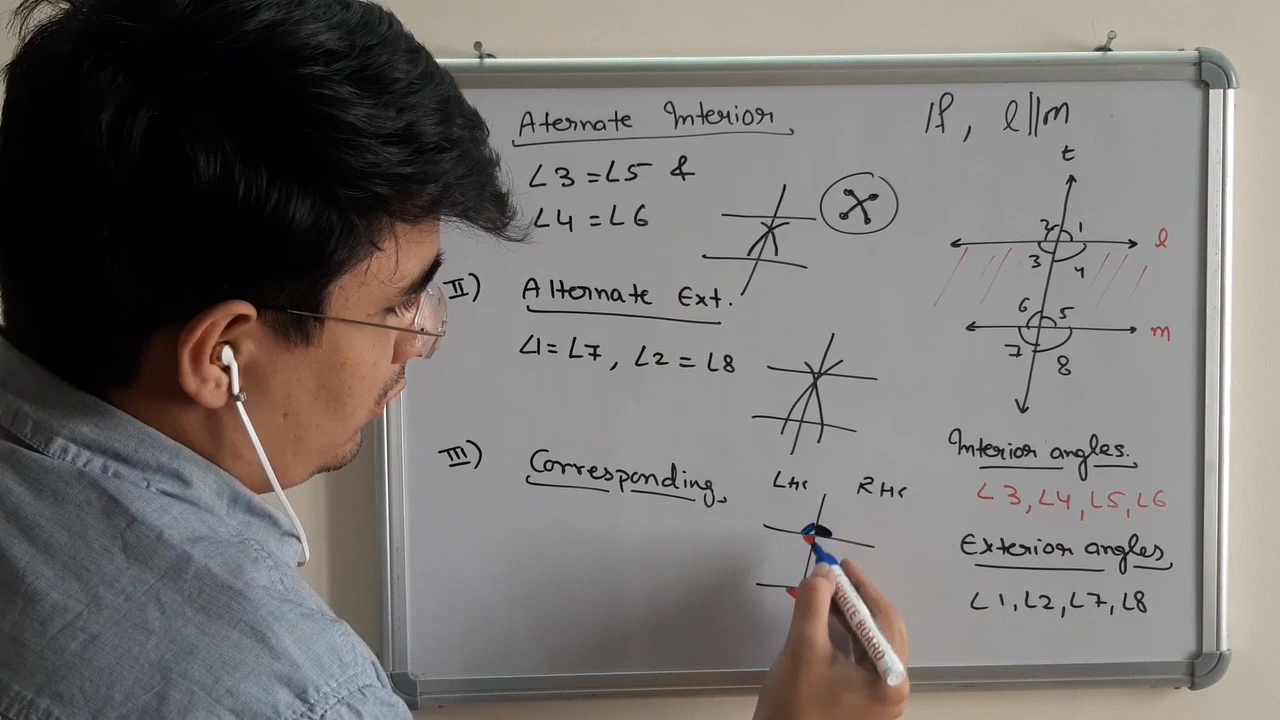 Aternate Interior
∠3 = ∠5 &
∠4 = ∠6
II) Alternate Ext.
∠1 = ∠7, ∠2 = ∠8
III) Corresponding
LHS RHS
If, l||m
t
2 1
l
3 4
6 5
m
7 8
Interior angles.
∠3, ∠4, ∠5, ∠6
Exterior angles
∠1, ∠2, ∠7, ∠8
WHITE BOARD